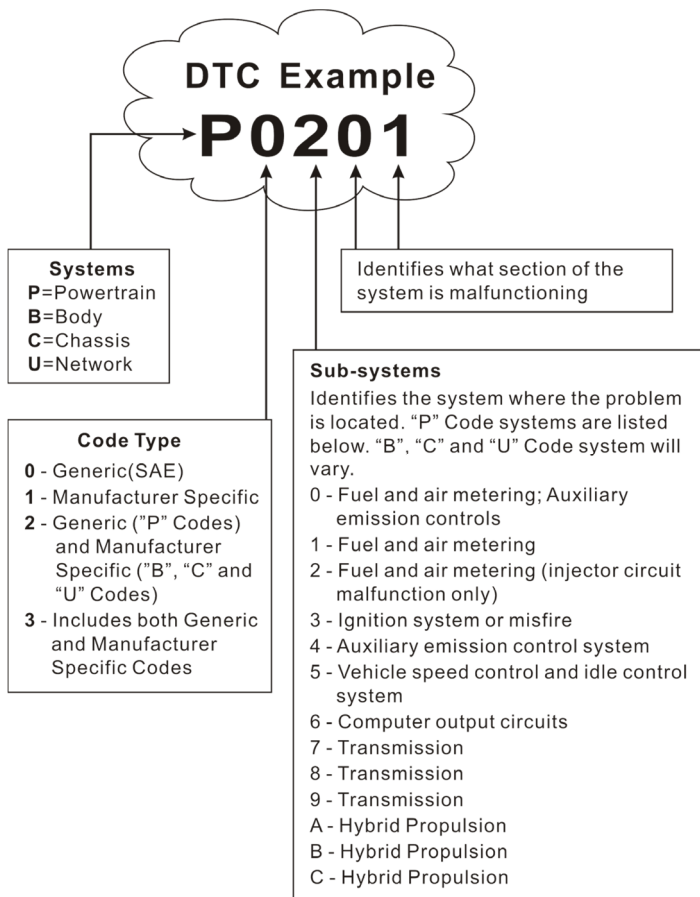 DTC Example
P0201
Systems
P=Powertrain
B=Body
C=Chassis
U=Network
Identifies what section of the
system is malfunctioning
Code Type
0 - Generic(SAE)
1 - Manufacturer Specific
2 - Generic (”P” Codes)
and Manufacturer
Specific (”B”, “C” and
“U” Codes)
3 - Includes both Generic
and Manufacturer
Specific Codes
Sub-systems
Identifies the system where the problem
is located. “P” Code systems are listed
below. “B”, “C” and “U” Code system will
vary.
0 - Fuel and air metering; Auxiliary
emission controls
1 - Fuel and air metering
2 - Fuel and air metering (injector circuit
malfunction only)
3 - Ignition system or misfire
4 - Auxiliary emission control system
5 - Vehicle speed control and idle control
system
6 - Computer output circuits
7 - Transmission
8 - Transmission
9 - Transmission
A - Hybrid Propulsion
B - Hybrid Propulsion
C - Hybrid Propulsion